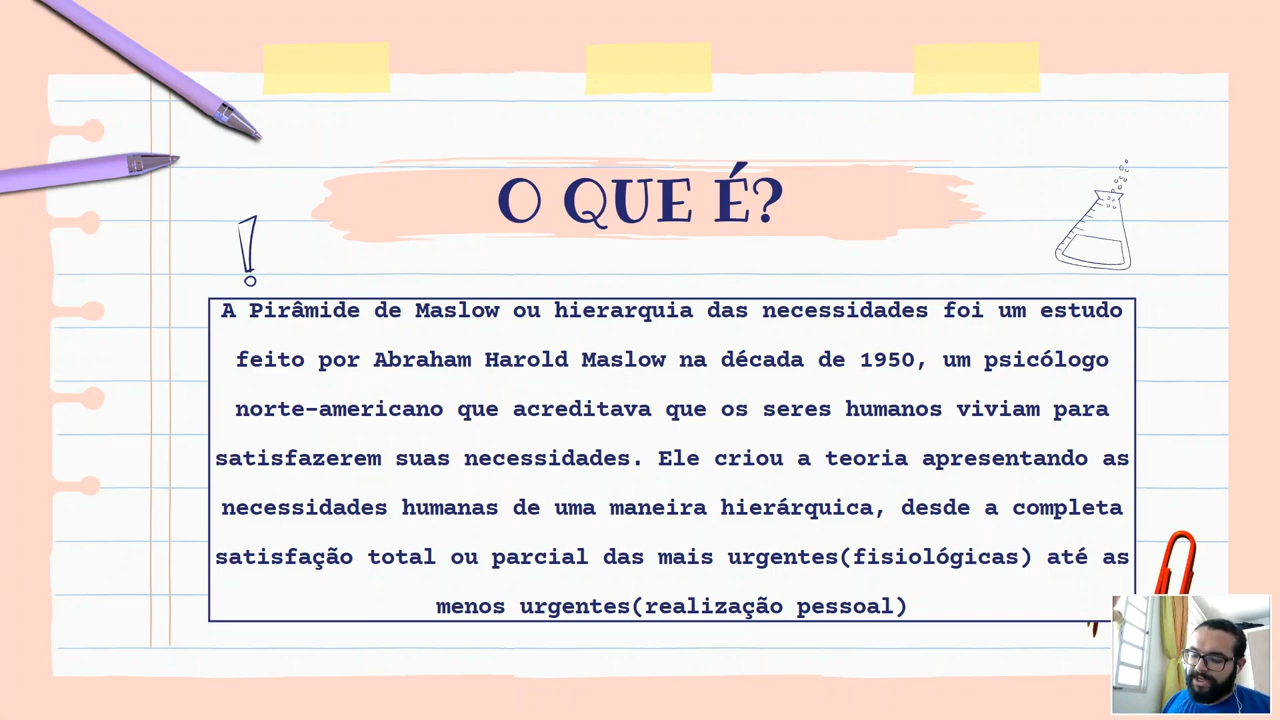 O QUE É?
A Pirâmide de Maslow ou hierarquia das necessidades foi um estudo
feito por Abraham Harold Maslow na década de 1950, um psicólogo
norte-americano que acreditava que os seres humanos viviam para
satisfazerem suas necessidades. Ele criou a teoria apresentando as
necessidades humanas de uma maneira hierárquica, desde a completa
satisfação total ou parcial das mais urgentes(fisiológicas) até as
menos urgentes(realização pessoal)